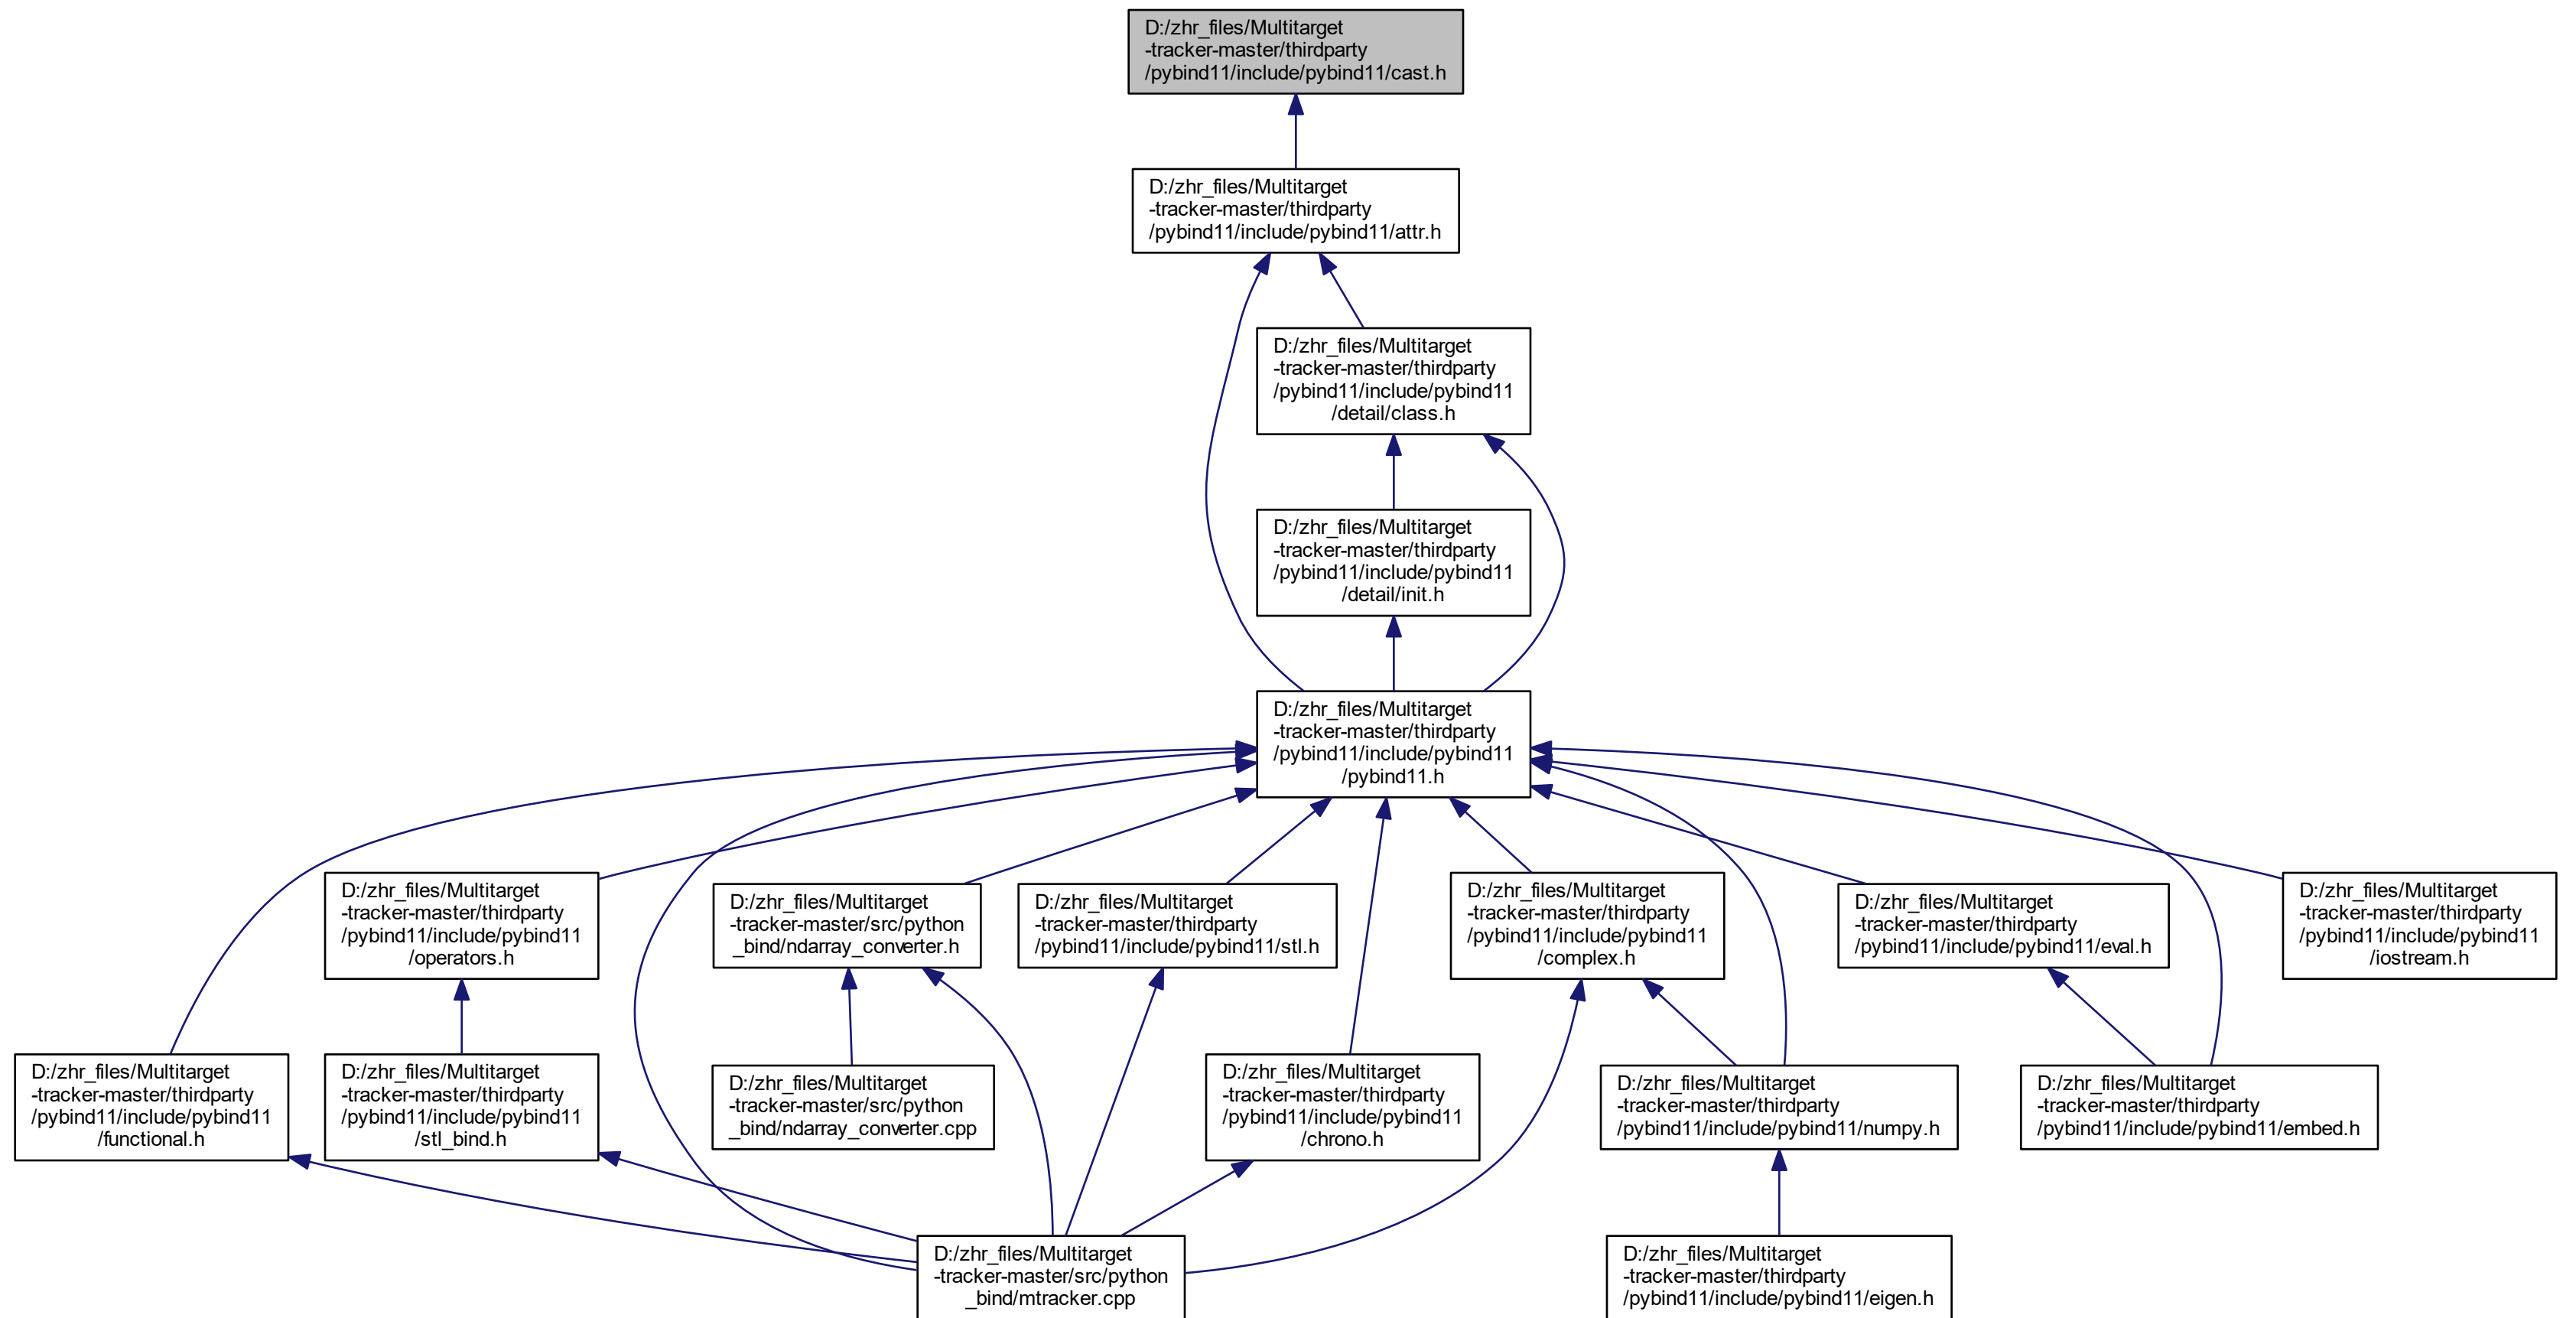 D:/zhr_files/Multitarget
-tracker-master/thirdparty
/pybind11/include/pybind11/cast.h
D:/zhr_files/Multitarget
-tracker-master/thirdparty
/pybind11/include/pybind11/attr.h
D:/zhr_files/Multitarget
-tracker-master/thirdparty
/pybind11/include/pybind11
/detail/class.h
D:/zhr_files/Multitarget
-tracker-master/thirdparty
/pybind11/include/pybind11
/detail/init.h
D:/zhr_files/Multitarget
-tracker-master/thirdparty
/pybind11/include/pybind11
/pybind11.h
D:/zhr_files/Multitarget
-tracker-master/thirdparty
/pybind11/include/pybind11
/operators.h
D:/zhr_files/Multitarget
-tracker-master/src/python
_bind/ndarray_converter.h
D:/zhr_files/Multitarget
-tracker-master/thirdparty
/pybind11/include/pybind11/stl.h
D:/zhr_files/Multitarget
-tracker-master/thirdparty
/pybind11/include/pybind11
/complex.h
D:/zhr_files/Multitarget
-tracker-master/thirdparty
/pybind11/include/pybind11/eval.h
D:/zhr_files/Multitarget
-tracker-master/thirdparty
/pybind11/include/pybind11
/iostream.h
D:/zhr_files/Multitarget
-tracker-master/thirdparty
/pybind11/include/pybind11
/functional.h
D:/zhr_files/Multitarget
-tracker-master/thirdparty
/pybind11/include/pybind11
/stl_bind.h
D:/zhr_files/Multitarget
-tracker-master/src/python
_bind/ndarray_converter.cpp
D:/zhr_files/Multitarget
-tracker-master/thirdparty
/pybind11/include/pybind11
/chrono.h
D:/zhr_files/Multitarget
-tracker-master/thirdparty
/pybind11/include/pybind11/numpy.h
D:/zhr_files/Multitarget
-tracker-master/thirdparty
/pybind11/include/pybind11/embed.h
D:/zhr_files/Multitarget
-tracker-master/src/python
_bind/mtracker.cpp
D:/zhr_files/Multitarget
-tracker-master/thirdparty
/pybind11/include/pybind11/eigen.h